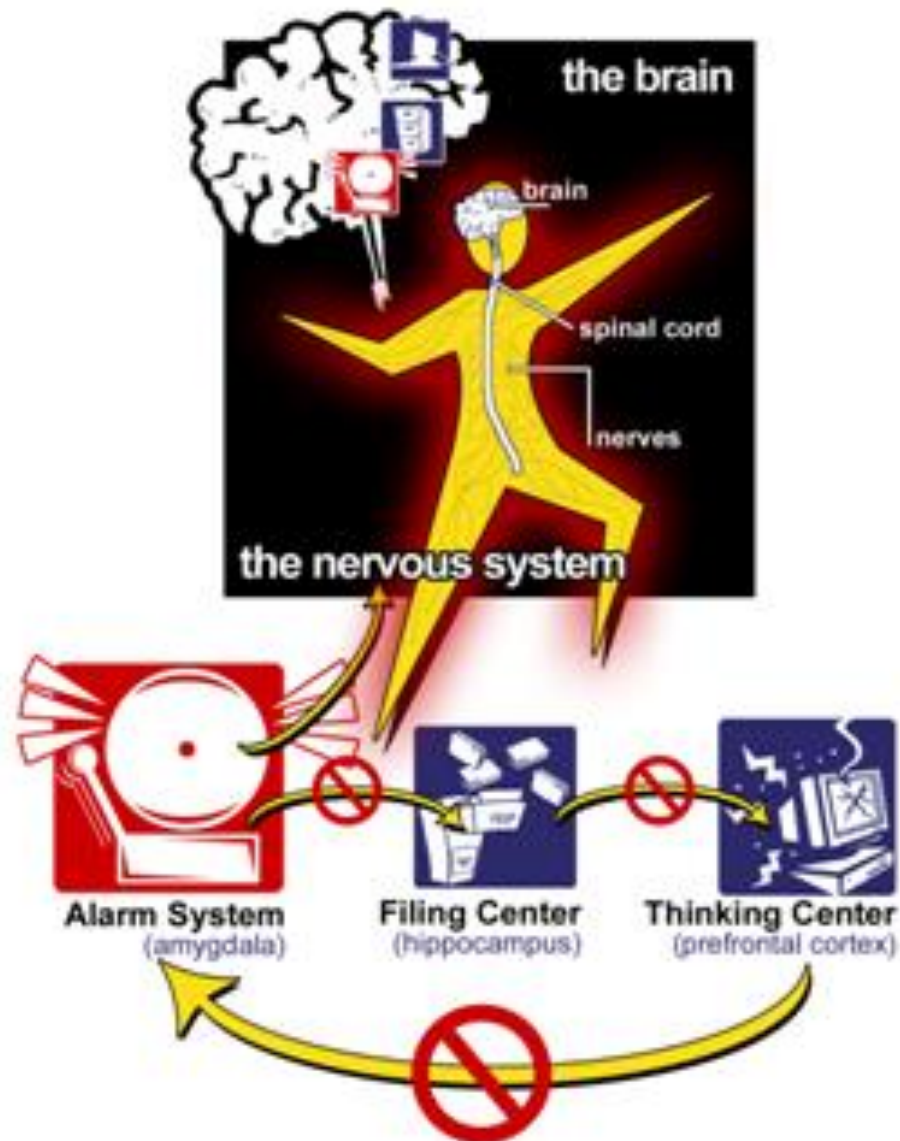 the brain
brain
spinal cord
nerves
the nervous system
Alarm System
(amygdala)
Filing Center
(hippocampus)
Thinking Center
(prefrontal cortex)